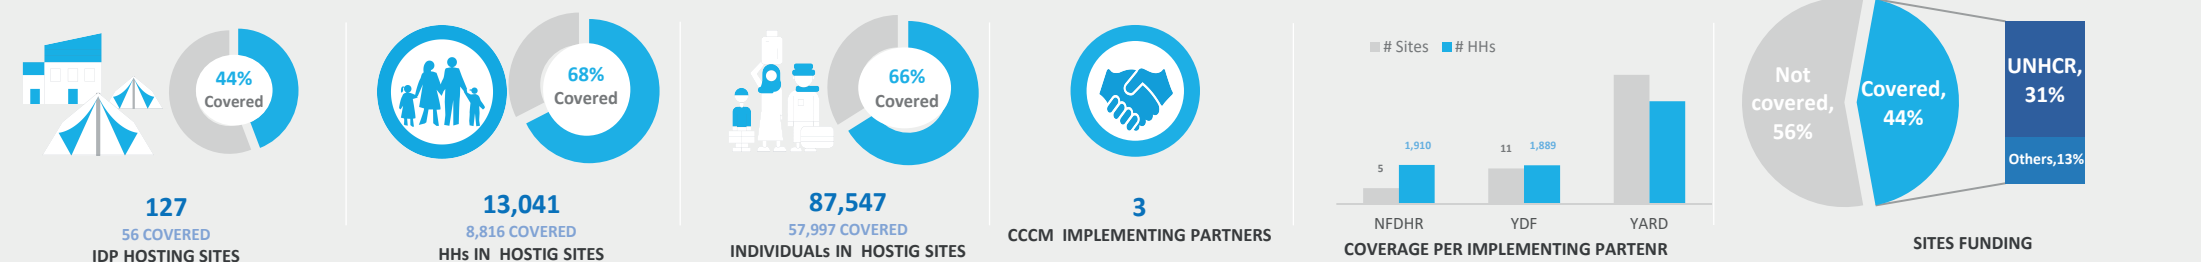 44%
Covered
127
56 COVERED
IDP HOSTING SITES
68%
Covered
13,041
8,816 COVERED
HHs IN HOSTIG SITES
66%
Covered
87,547
57,997 COVERED
INDIVIDUALs IN HOSTIG SITES
3
CCCM IMPLEMENTING PARTNERS
# Sites # HHs
5 1,910
11 1,889
NFDHR YDF YARD
COVERAGE PER IMPLEMENTING PARTENR
Not
covered,
56%
Covered,
44%
UNHCR,
31%
Others,13%
SITES FUNDING